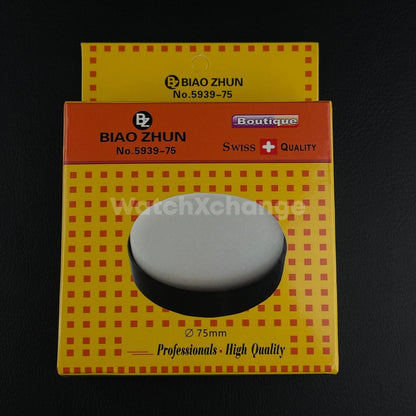 BZ BIAO ZHUN
No.5939-75
BZ
BIAO ZHUN
No.5939-75
Boutique
SWISS QUALITY
WatchXchange
Ø 75mm
Professionals · High Quality